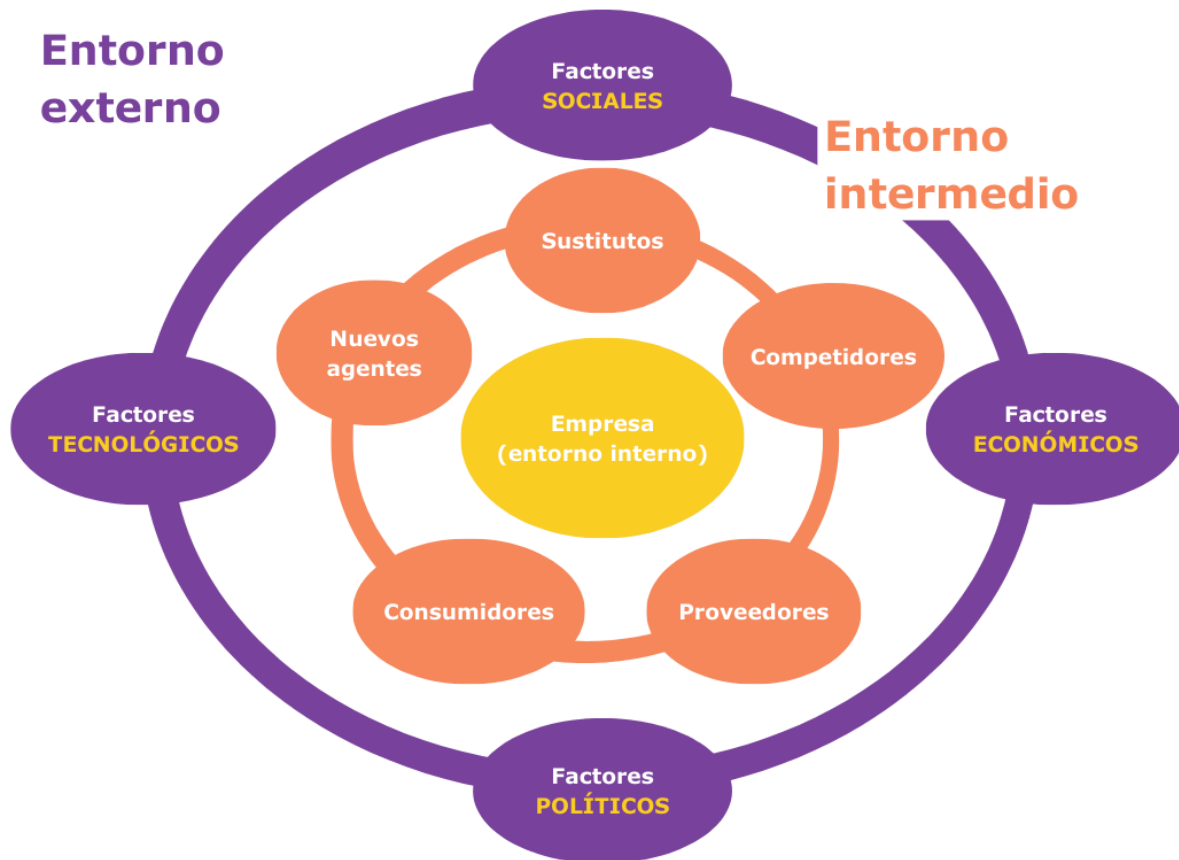 Entorno
externo
Factores
SOCIALES
Entorno
intermedio
Sustitutos
Nuevos
agentes
Competidores
Factores
TECNOLÓGICOS
Empresa
(entorno interno)
Factores
ECONÓMICOS
Consumidores
Proveedores
Factores
POLÍTICOS